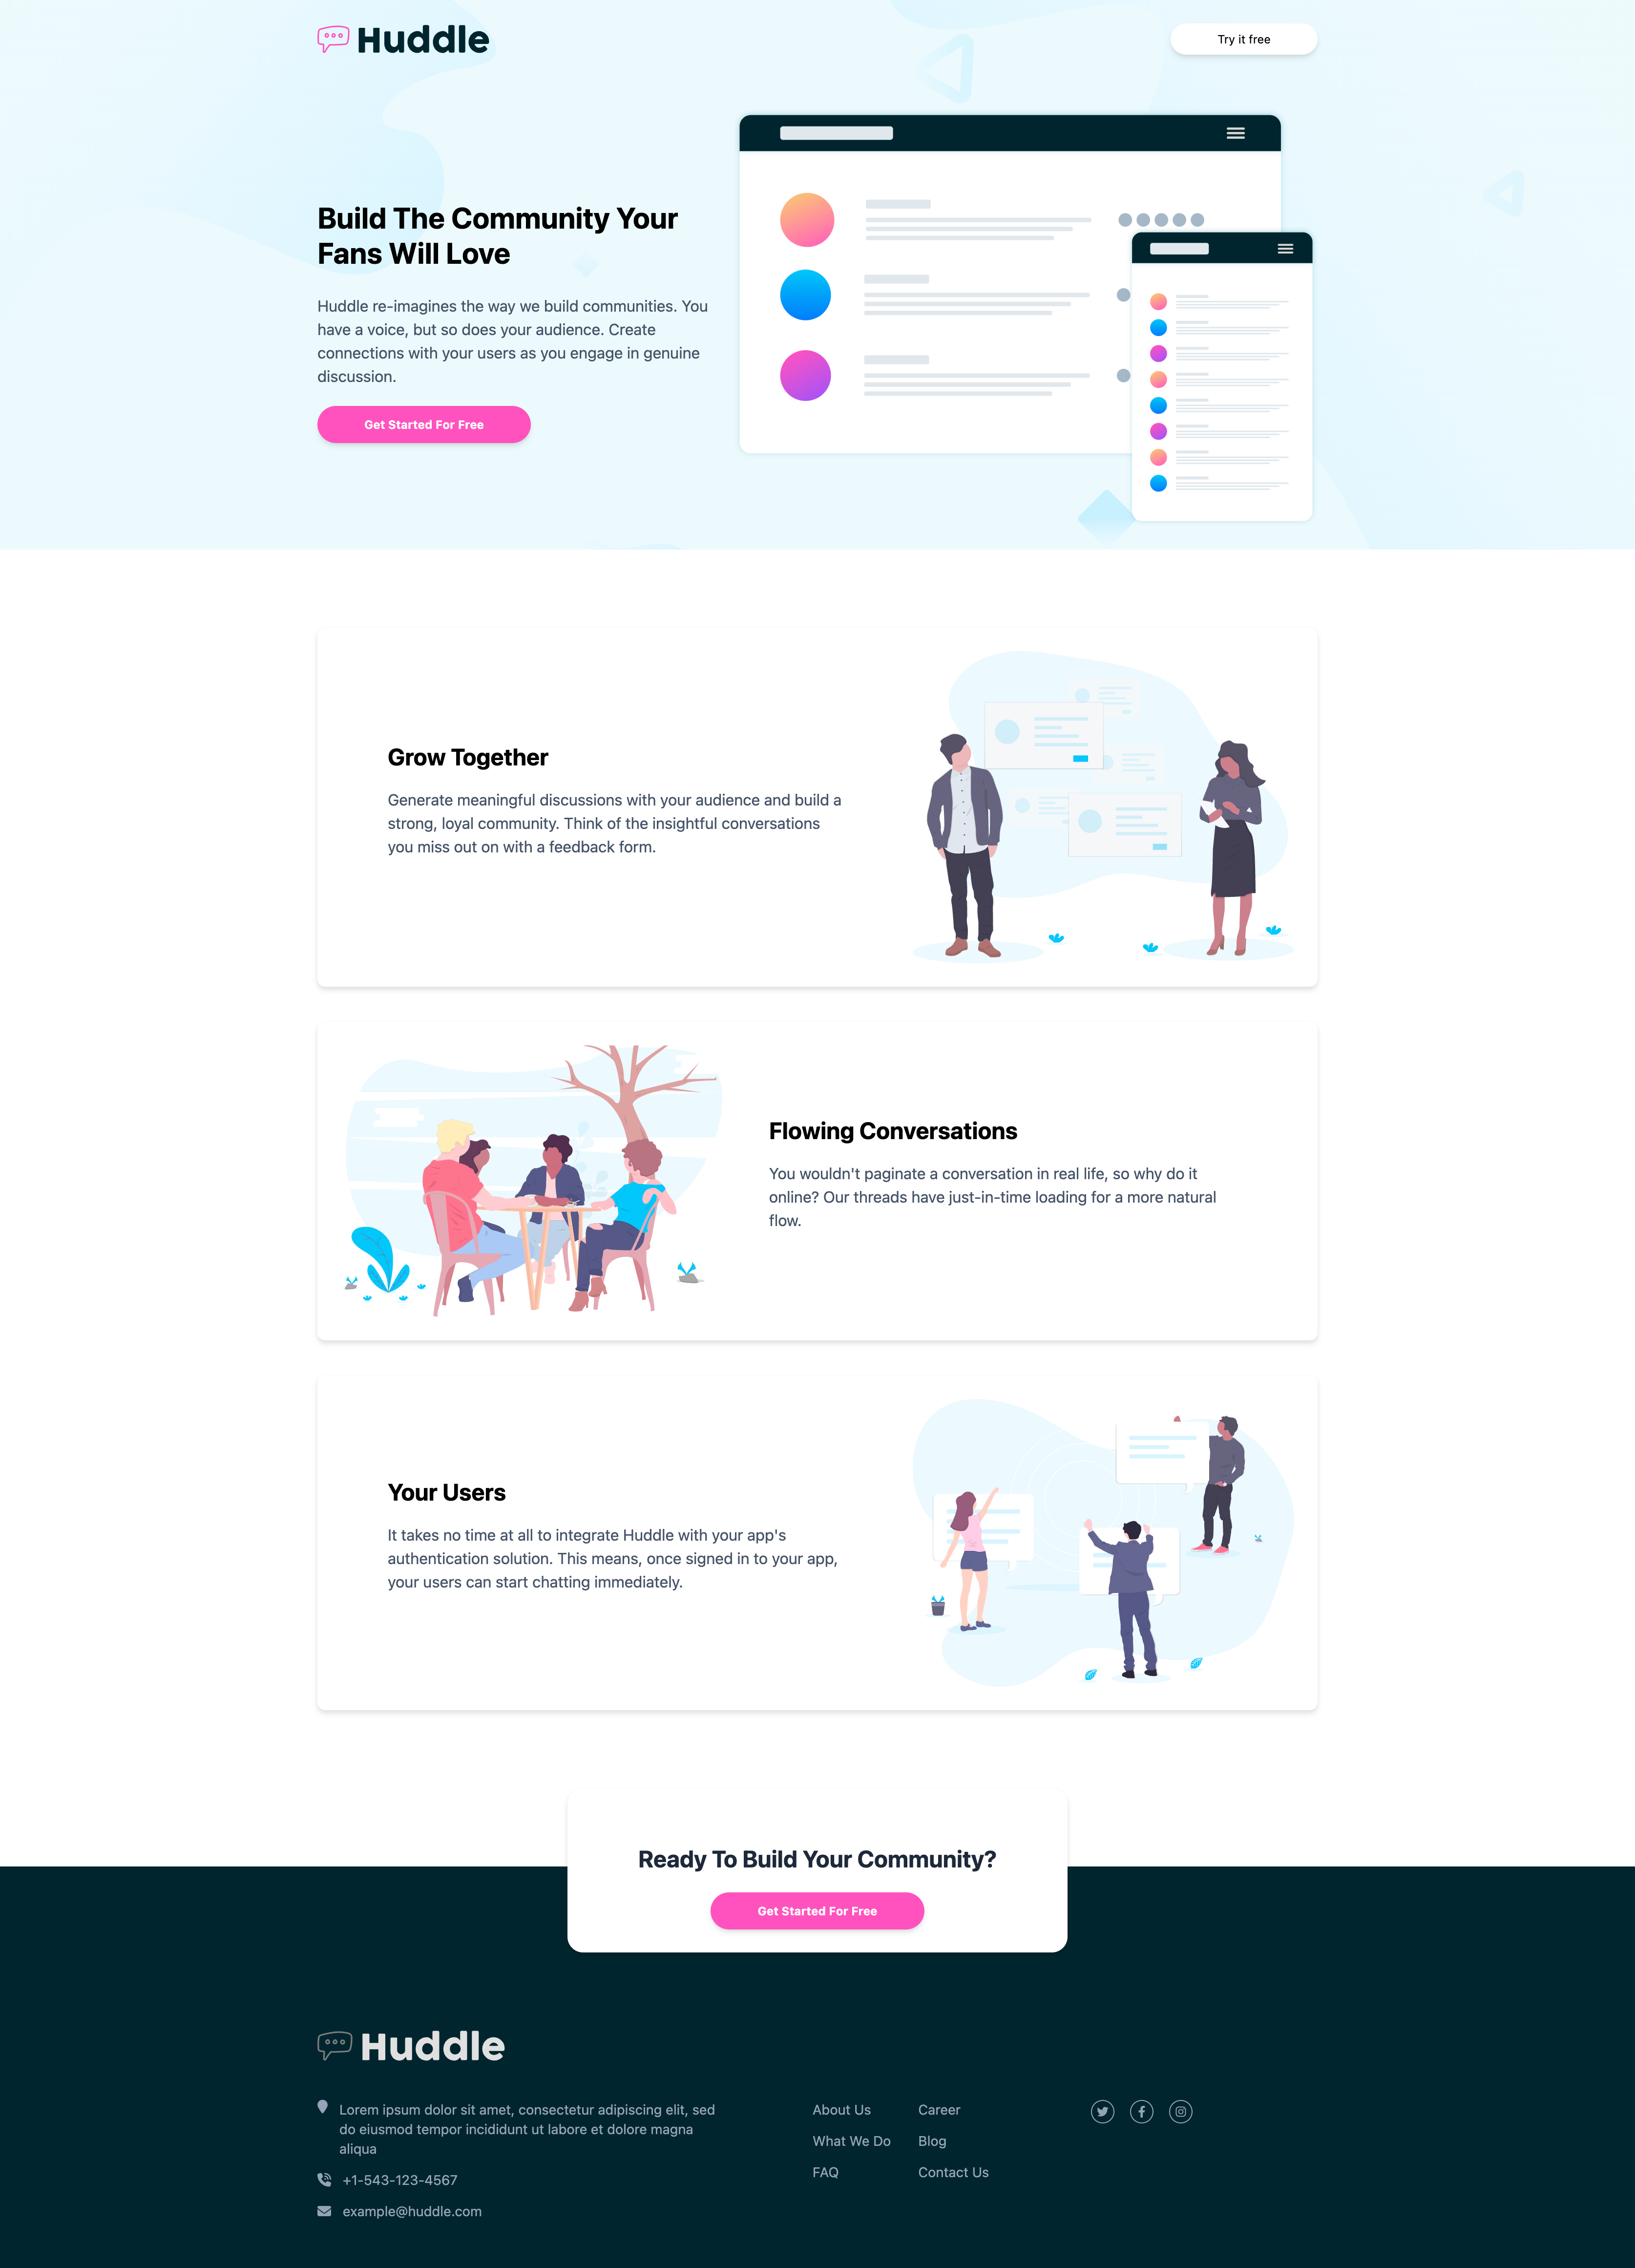 Huddle
Try it free
Build The Community Your
Fans Will Love
Huddle re-imagines the way we build communities. You
have a voice, but so does your audience. Create
connections with your users as you engage in genuine
discussion.
Get Started For Free
Grow Together
Generate meaningful discussions with your audience and build a
strong, loyal community. Think of the insightful conversations
you miss out on with a feedback form.
Flowing Conversations
You wouldn't paginate a conversation in real life, so why do it
online? Our threads have just-in-time loading for a more natural
flow.
Your Users
It takes no time at all to integrate Huddle with your app's
authentication solution. This means, once signed in to your app,
your users can start chatting immediately.
Ready To Build Your Community?
Get Started For Free
Huddle
Lorem ipsum dolor sit amet, consectetur adipiscing elit, sed
do eiusmod tempor incididunt ut labore et dolore magna
aliqua
+1-543-123-4567
example@huddle.com
About Us
What We Do
FAQ
Career
Blog
Contact Us